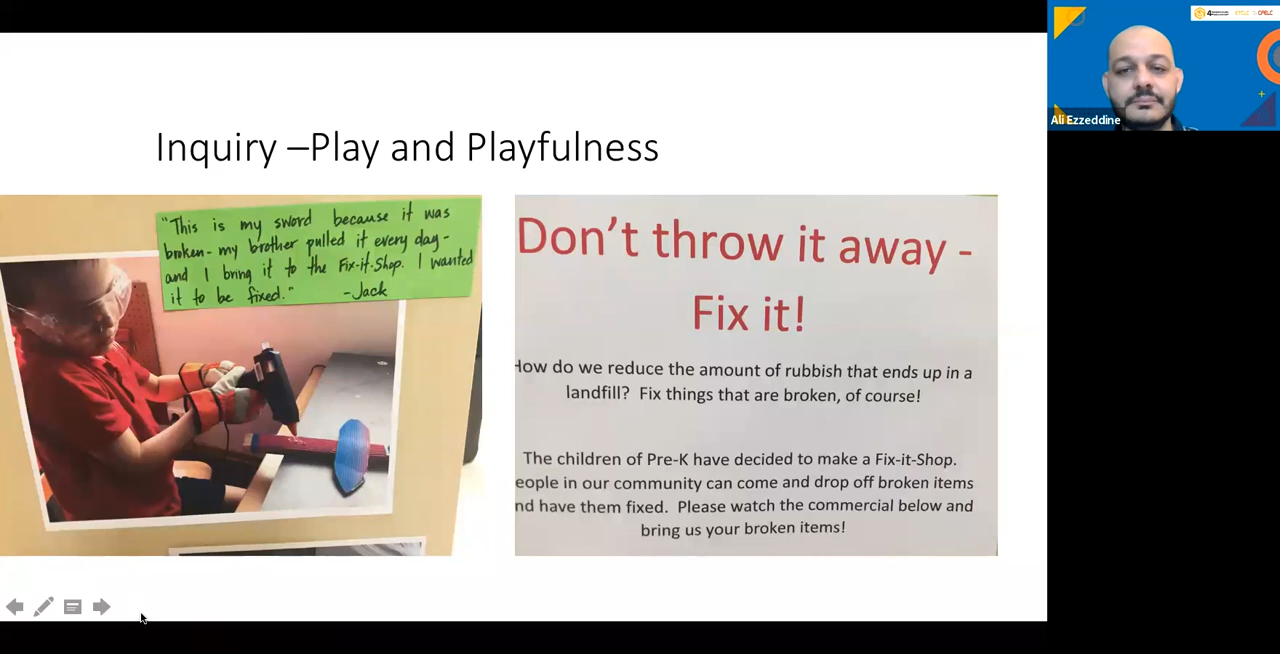 Inquiry –Play and Playfulness
"This is my sword because it was
broken- my brother pulled it every day-
and I bring it to the Fix-it-Shop. I wanted
it to be fixed."  -Jack
Don't throw it away -
Fix it!
How do we reduce the amount of rubbish that ends up in a
landfill?  Fix things that are broken, of course!
The children of Pre-K have decided to make a Fix-it-Shop.
eople in our community can come and drop off broken items
nd have them fixed.  Please watch the commercial below and
bring us your broken items!
Ali Ezzeddine